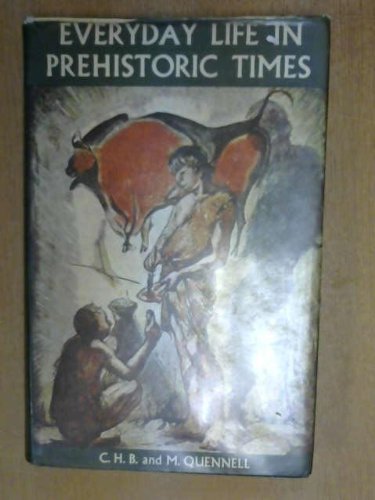 EVERYDAY LIFE IN
PREHISTORIC TIMES
C. H. B. and M. QUENNELL